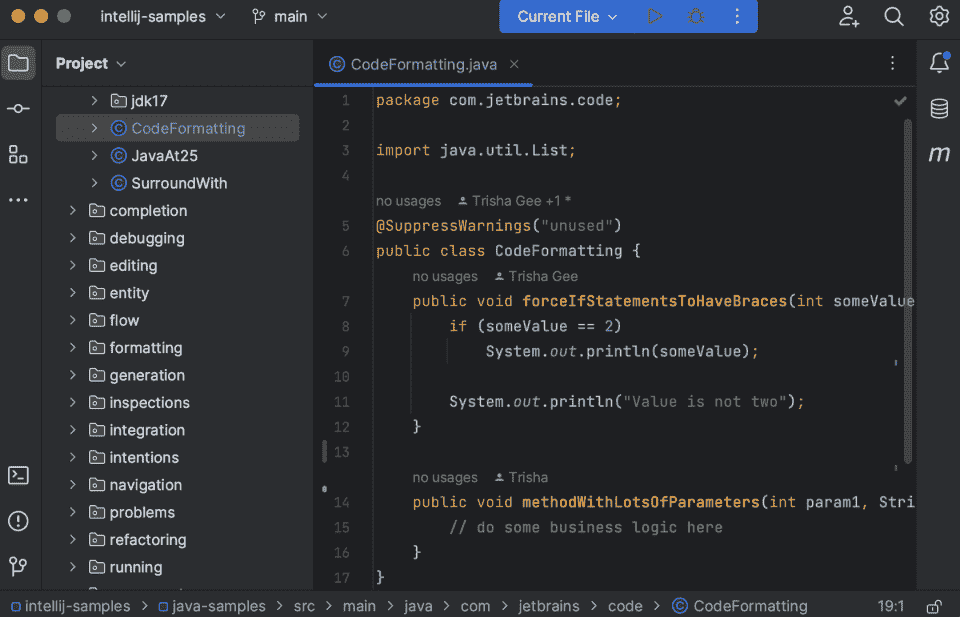 intellij-samples main Current File
Project
CodeFormatting.java
jdk17
CodeFormatting
JavaAt25
SurroundWith
completion
debugging
editing
entity
flow
formatting
generation
inspections
integration
intentions
navigation
problems
refactoring
running
1 package com.jetbrains.code;
2
3 import java.util.List;
4
no usages Trisha Gee +1 *
5 @SuppressWarnings("unused")
6 public class CodeFormatting {
no usages Trisha Gee
7 public void forceIfStatementsToHaveBraces(int someValue
8 if (someValue == 2)
9 System.out.println(someValue);
10
11 System.out.println("Value is not two");
12 }
13
no usages Trisha
14 public void methodWithLotsOfParameters(int param1, Stri
15 // do some business logic here
16 }
17 }
m
intellij-samples > java-samples > src > main > java > com > jetbrains > code > CodeFormatting 19:1